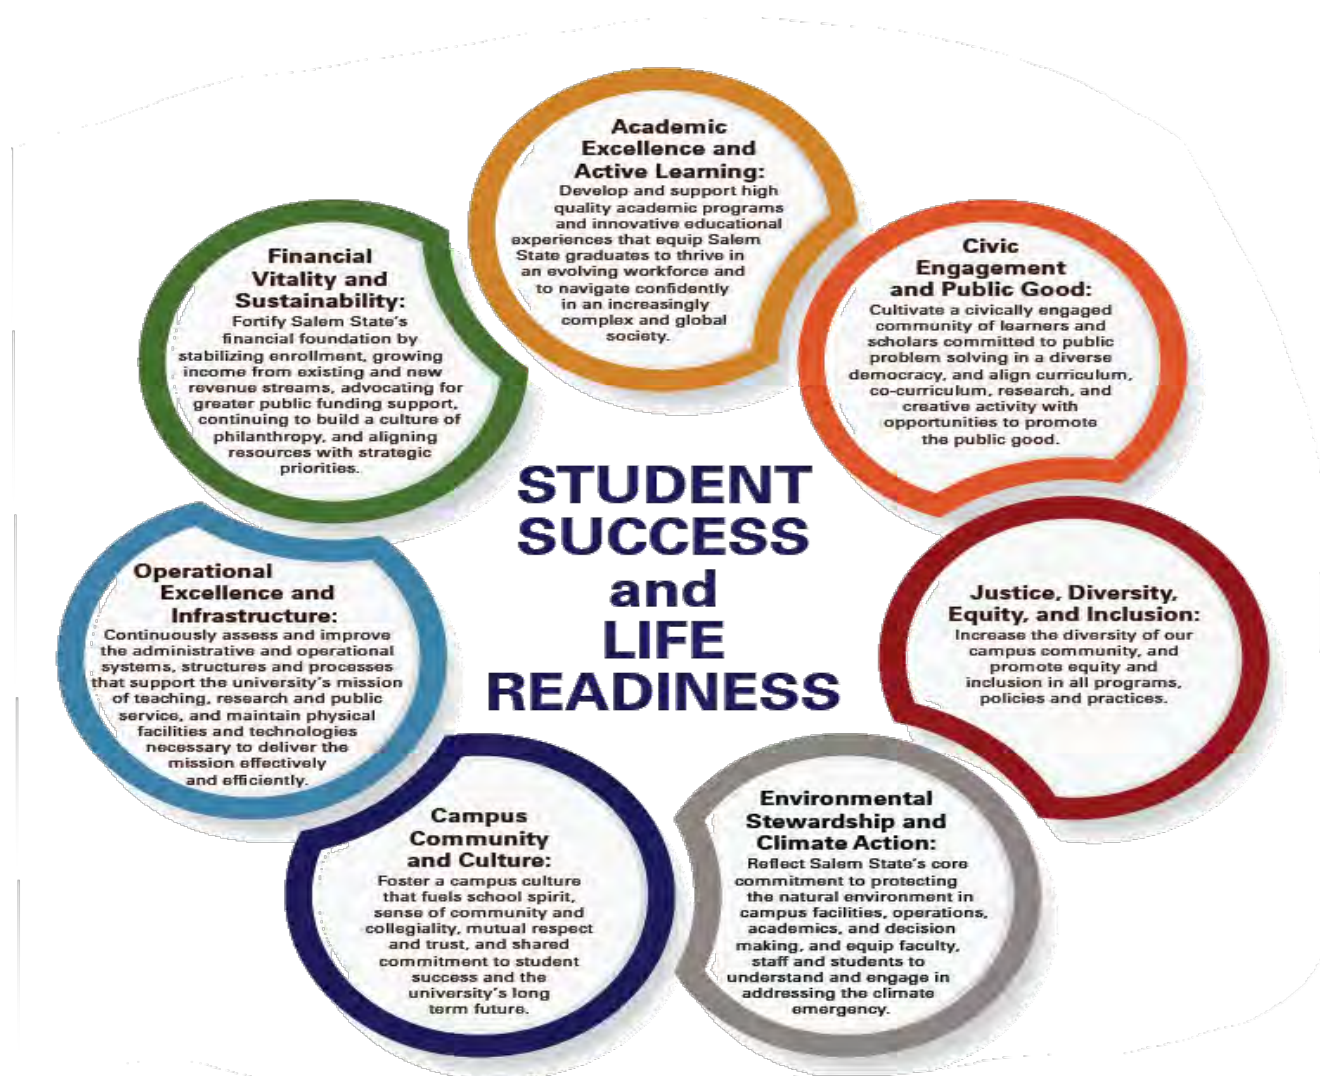 Academic
Excellence and
Active Learning:
Develop and support high
quality academic programs
and innovative educational
experiences that equip Salem
State graduates to thrive in
an evolving workforce and
to navigate confidently
in an increasingly
complex and global
society.
Civic
Engagement
and Public Good:
Cultivate a civically engaged
community of learners and
scholars committed to public
problem solving in a diverse
democracy, and align curriculum,
co-curriculum, research, and
creative activity with
opportunities to promote
the public good.
Justice, Diversity,
Equity, and Inclusion:
Increase the diversity of our
campus community, and
promote equity and
inclusion in all programs,
policies and practices.
Environmental
Stewardship and
Climate Action:
Reflect Salem State's core
commitment to protecting
the natural environment in
campus facilities, operations,
academics, and decision
making, and equip faculty,
staff and students to
understand and engage in
addressing the climate
emergency.
Campus
Community
and Culture:
Foster a campus culture
that fuels school spirit,
sense of community and
collegiality, mutual respect
and trust, and shared
commitment to student
success and the
university's long
term future.
Operational
Excellence and
Infrastructure:
Continuously assess and improve
the administrative and operational
systems, structures and processes
that support the university's mission
of teaching, research and public
service, and maintain physical
facilities and technologies
necessary to deliver the
mission effectively
and efficiently.
Financial
Vitality and
Sustainability:
Fortify Salem State's
financial foundation by
stabilizing enrollment, growing
income from existing and new
revenue streams, advocating for
greater public funding support,
continuing to build a culture of
philanthropy, and aligning
resources with strategic
priorities.
STUDENT
SUCCESS
and
LIFE
READINESS